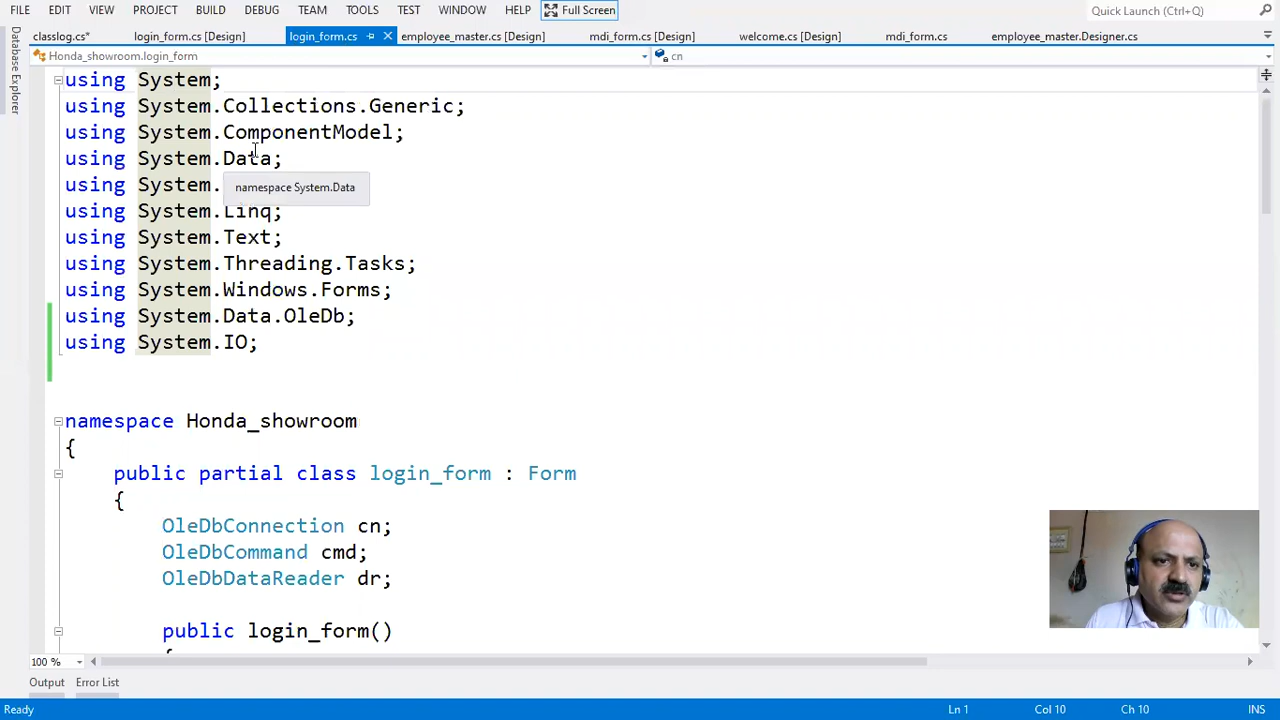 FILE EDIT VIEW PROJECT BUILD DEBUG TEAM TOOLS TEST WINDOW HELP Full Screen Quick Launch (Ctrl+Q)
classlog.cs* login_form.cs [Design] login_form.cs employee_master.cs [Design] mdi_form.cs [Design] welcome.cs [Design] mdi_form.cs employee_master.Designer.cs
Database Explorer
Honda_showroom.login_form cn
using System;
using System.Collections.Generic;
using System.ComponentModel;
using System.Data;
using System.
namespace System.Data
using System.Linq;
using System.Text;
using System.Threading.Tasks;
using System.Windows.Forms;
using System.Data.OleDb;
using System.IO;
namespace Honda_showroom
{
public partial class login_form : Form
{
OleDbConnection cn;
OleDbCommand cmd;
OleDbDataReader dr;
public login_form()
{
100 %
Output Error List
Ready Ln 1 Col 10 Ch 10 INS